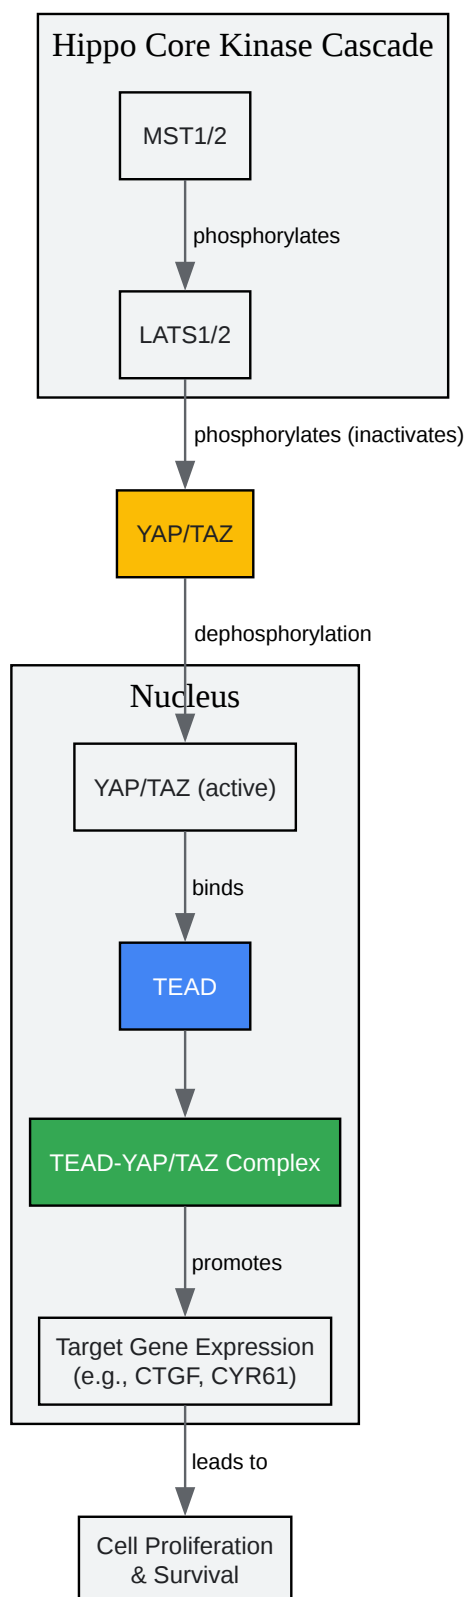 Hippo Core Kinase Cascade
MST1/2
phosphorylates
LATS1/2
phosphorylates (inactivates)
YAP/TAZ
dephosphorylation
Nucleus
YAP/TAZ (active)
binds
TEAD
TEAD-YAP/TAZ Complex
promotes
Target Gene Expression
(e.g., CTGF, CYR61)
leads to
Cell Proliferation
& Survival